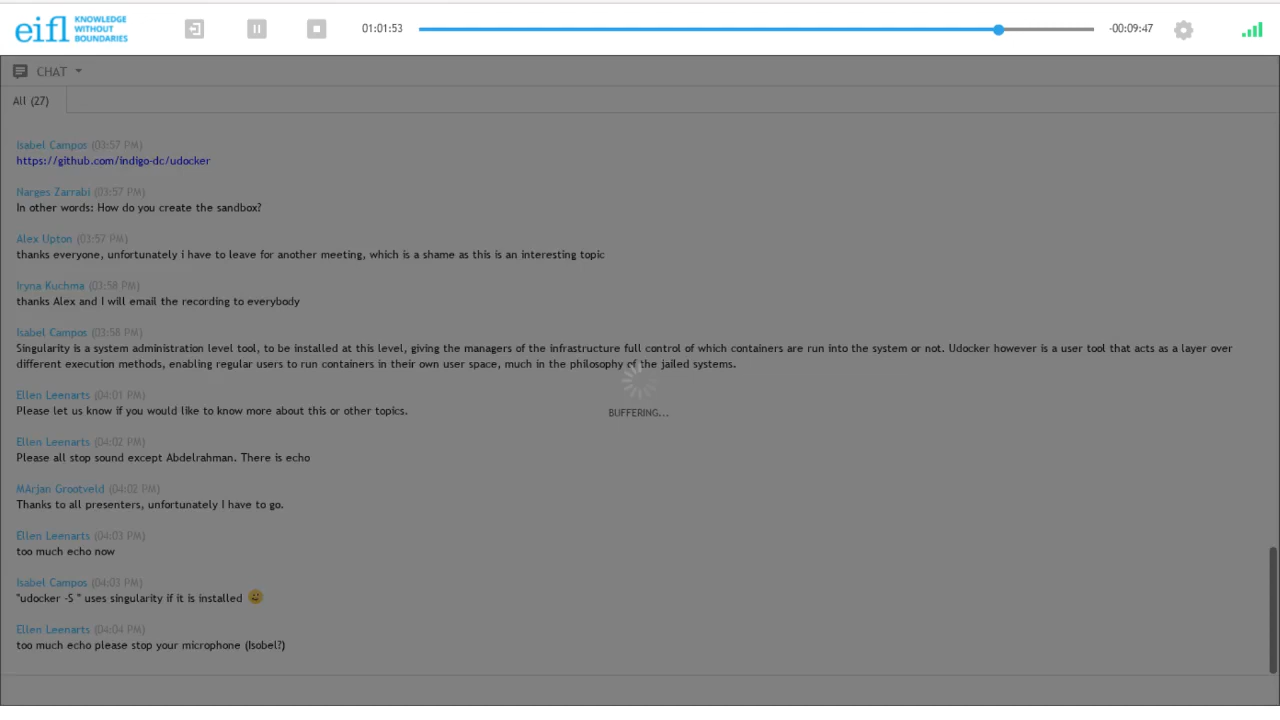 eifl KNOWLEDGE
WITHOUT
BOUNDARIES
01:01:53
-00:09:47
CHAT
All (27)
Isabel Campos (03:57 PM)
https://github.com/indigo-dc/udocker
Narges Zarrabi (03:57 PM)
In other words: How do you create the sandbox?
Alex Upton (03:57 PM)
thanks everyone, unfortunately i have to leave for another meeting, which is a shame as this is an interesting topic
Iryna Kuchma (03:58 PM)
thanks Alex and I will email the recording to everybody
Isabel Campos (03:58 PM)
Singularity is a system administration level tool, to be installed at this level, giving the managers of the infrastructure full control of which containers are run into the system or not. Udocker however is a user tool that acts as a layer over
different execution methods, enabling regular users to run containers in their own user space, much in the philosophy of the jailed systems.
Ellen Leenarts (04:01 PM)
Please let us know if you would like to know more about this or other topics.
BUFFERING...
Ellen Leenarts (04:02 PM)
Please all stop sound except Abdelrahman. There is echo
MArjan Grootveld (04:02 PM)
Thanks to all presenters, unfortunately I have to go.
Ellen Leenarts (04:03 PM)
too much echo now
Isabel Campos (04:03 PM)
"udocker -S " uses singularity if it is installed
Ellen Leenarts (04:04 PM)
too much echo please stop your microphone (Isobel?)